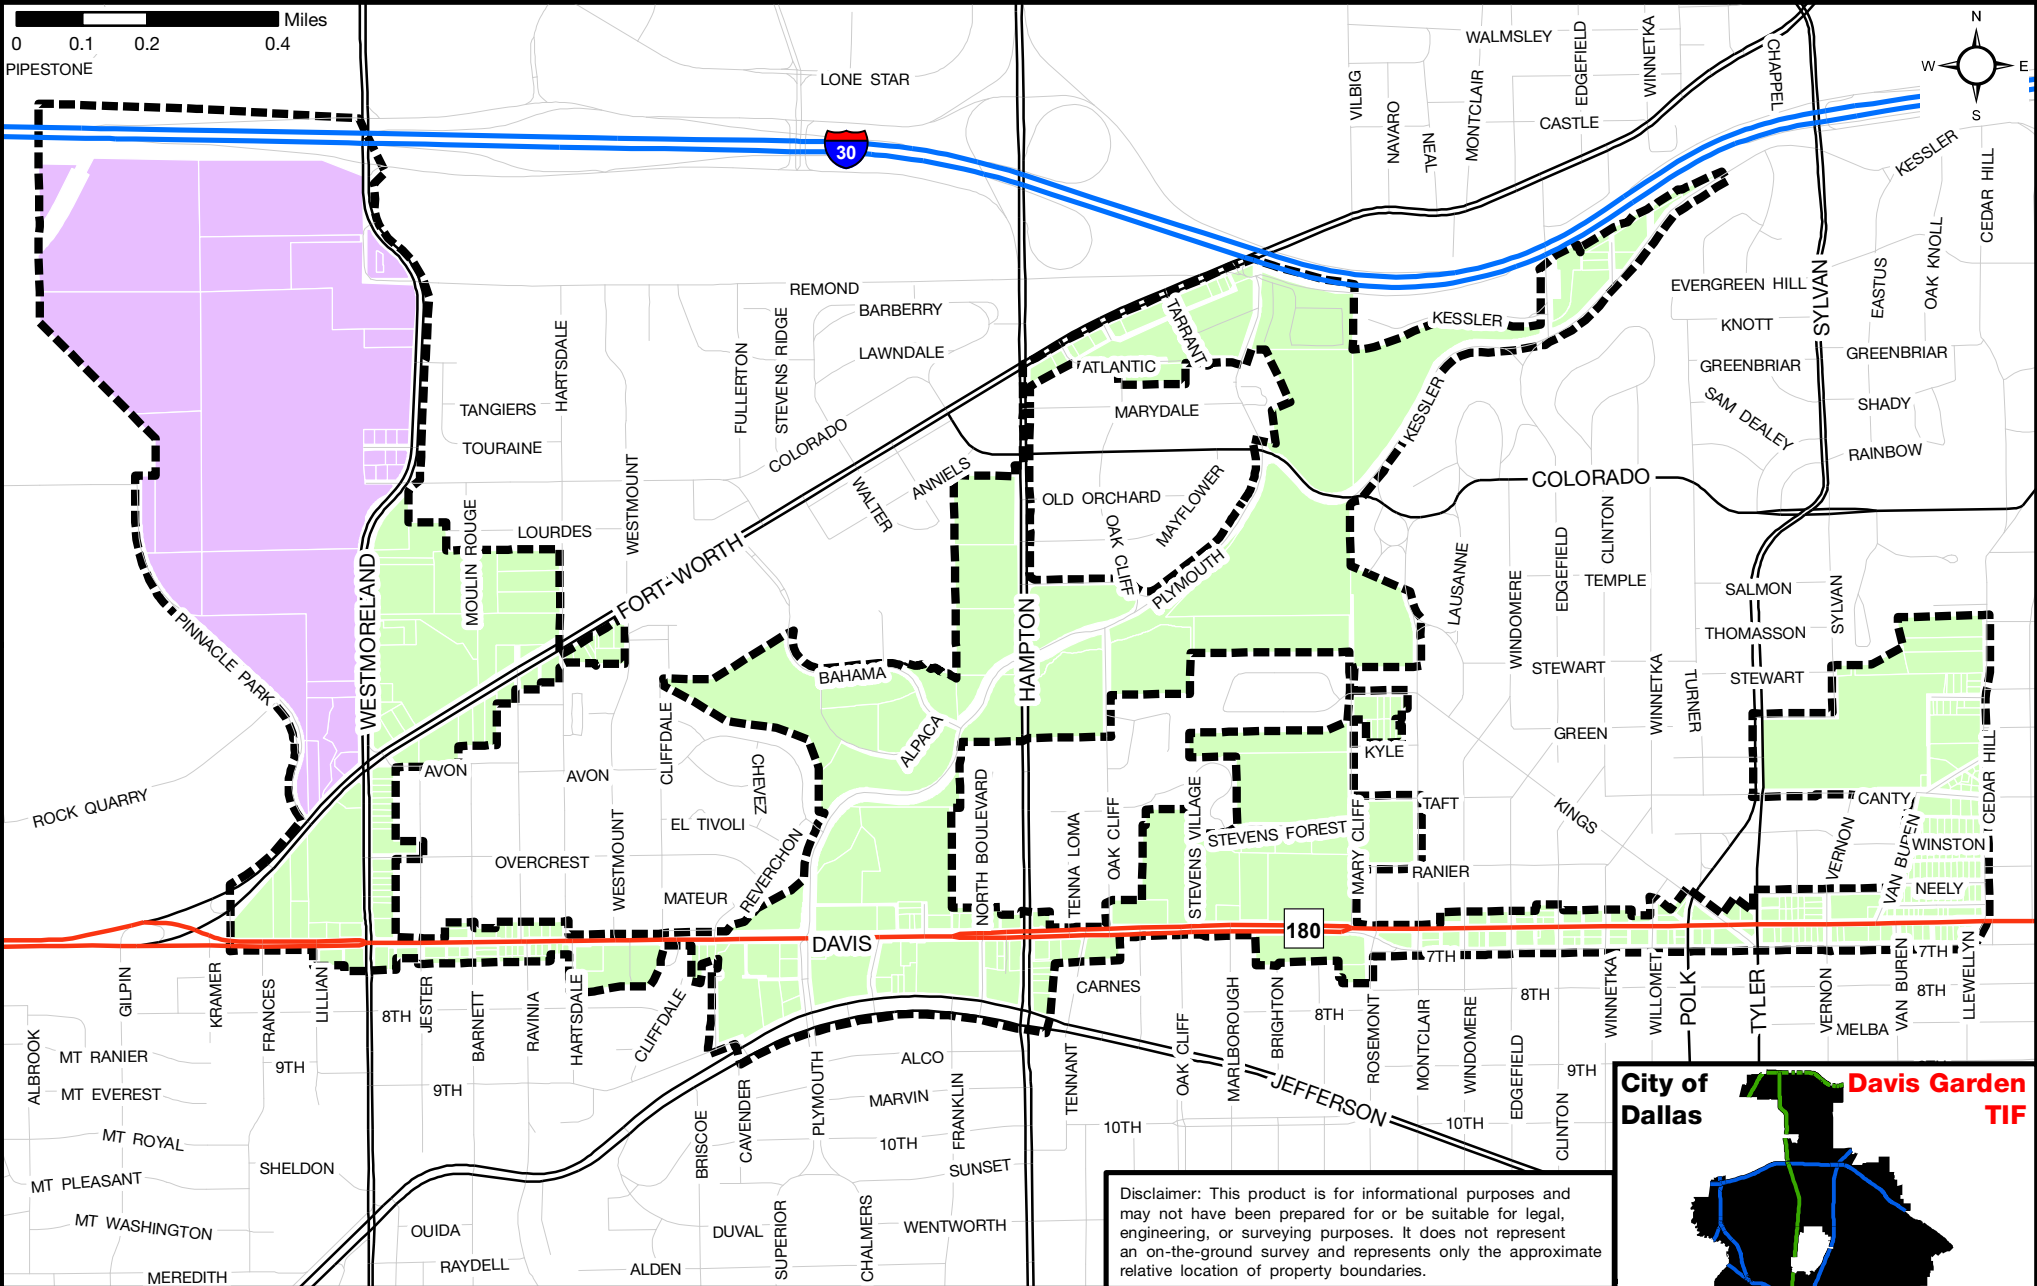 Miles
0 0.1 0.2 0.4
PIPESTONE
LONE STAR
30
WALMSLEY
EDGEFIELD
WINNETKA
CHAPPEL
VILBIG
NAVARO
NEAL
MONTCLAIR
CASTLE
N
W E
S
KESSLER
CEDAR HILL
OAK KNOLL
EASTUS
SYLVAN
EVERGREEN HILL
KNOTT
GREENBRIAR
GREENBRIAR
SAM DEALEY
SHADY
RAINBOW
REMOND
BARBERRY
LAWNDALE
HARTSDALE
FULLERTON
STEVENS RIDGE
TANGIERS
TOURAINE
COLORADO
TARRANT
ATLANTIC
MARYDALE
KESSLER
KESSLER
COLORADO
WALTER
ANNIELS
OLD ORCHARD
OAK CLIFF
MAYFLOWER
PLYMOUTH
WESTMORELAND
MOULIN ROUGE
LOURDES
WESTMOUNT
FORT WORTH
HAMPTON
LAUSANNE
WINDOMERE
EDGEFIELD
CLINTON
TEMPLE
SALMON
SYLVAN
THOMASSON
STEWART
STEWART
WINNETKA
TURNER
GREEN
KINGS
PINNACLE PARK
ROCK QUARRY
BAHAMA
ALPACA
CLIFFDALE
CHEVEZ
AVON
AVON
EL TIVOLI
REVERCHON
OVERCREST
WESTMOUNT
MATEUR
NORTH BOULEVARD
TENNA LOMA
OAK CLIFF
STEVENS VILLAGE
STEVENS FOREST
MARY CLIFF
KYLE
TAFT
RANIER
CANTY
CEDAR HILL
VERNON
VAN BUREN
WINSTON
NEELY
DAVIS
180
7TH
7TH
GILPIN
KRAMER
FRANCES
LILLIAN
8TH
JESTER
BARNETT
RAVINIA
HARTSDALE
CLIFFDALE
CARNES
OAK CLIFF
MARLBOROUGH
BRIGHTON
8TH
ROSEMONT
MONTCLAIR
WINDOMERE
EDGEFIELD
8TH
CLINTON
WINNETKA
WILLOMET
POLK
TYLER
VERNON
VAN BUREN
8TH
LLEWELLYN
MELBA
ALBROOK
MT RANIER
MT EVEREST
MT ROYAL
MT PLEASANT
MT WASHINGTON
MEREDITH
9TH
9TH
9TH
SHELDON
OUIDA
RAYDELL
ALDEN
BRISCOE
CAVENDER
PLYMOUTH
ALCO
MARVIN
10TH
FRANKLIN
SUNSET
DUVAL
SUPERIOR
CHALMERS
WENTWORTH
TENNANT
10TH
JEFFERSON
10TH
Disclaimer: This product is for informational purposes and
may not have been prepared for or be suitable for legal,
engineering, or surveying purposes. It does not represent
an on-the-ground survey and represents only the approximate
relative location of property boundaries.
City of
Dallas
Davis Garden
TIF